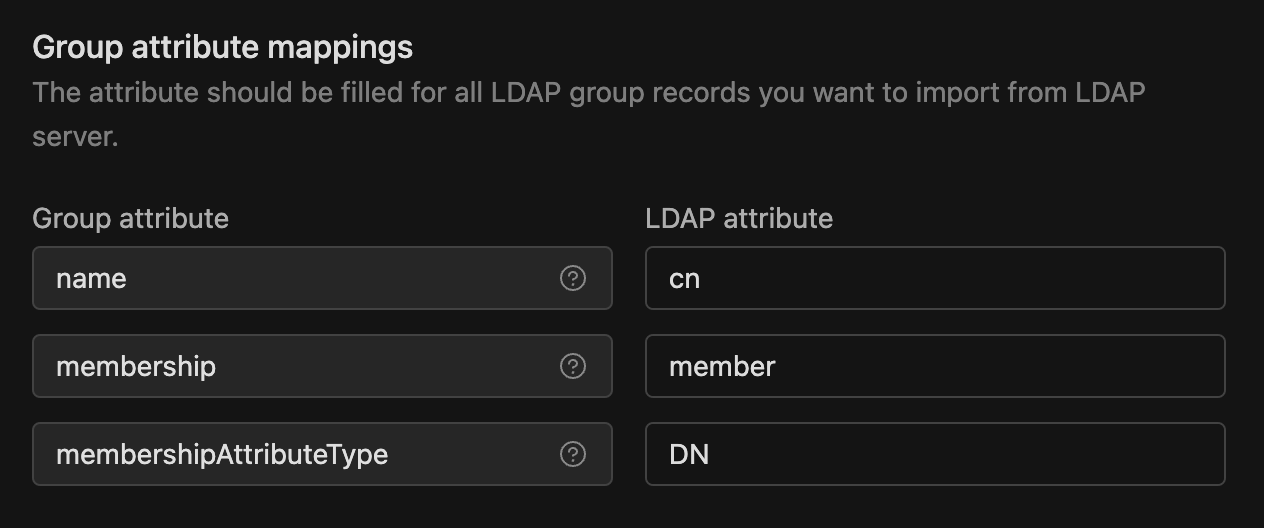 Group attribute mappings
The attribute should be filled for all LDAP group records you want to import from LDAP
server.
Group attribute
LDAP attribute
name
cn
membership
member
membershipAttributeType
DN